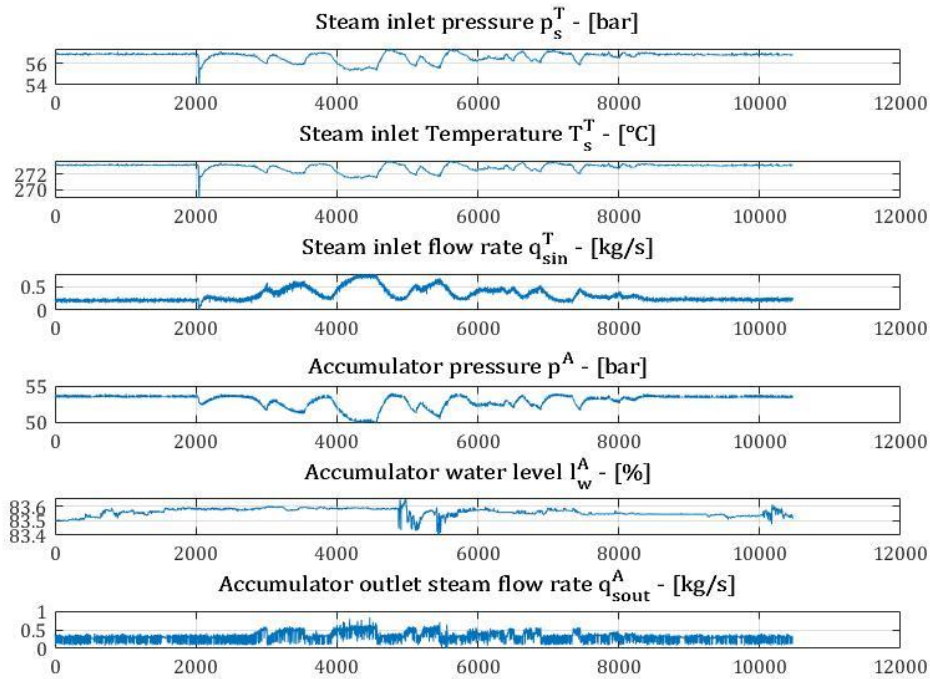 Steam inlet pressure p_s^T - [bar]
56
54
0 2000 4000 6000 8000 10000 12000
Steam inlet Temperature T_s^T - [°C]
272
270
0 2000 4000 6000 8000 10000 12000
Steam inlet flow rate q_sin^T - [kg/s]
0.5
0
0 2000 4000 6000 8000 10000 12000
Accumulator pressure p^A - [bar]
55
50
0 2000 4000 6000 8000 10000 12000
Accumulator water level l_w^A - [%]
83.6
83.5
83.4
0 2000 4000 6000 8000 10000 12000
Accumulator outlet steam flow rate q_sout^A - [kg/s]
1
0.5
0
0 2000 4000 6000 8000 10000 12000